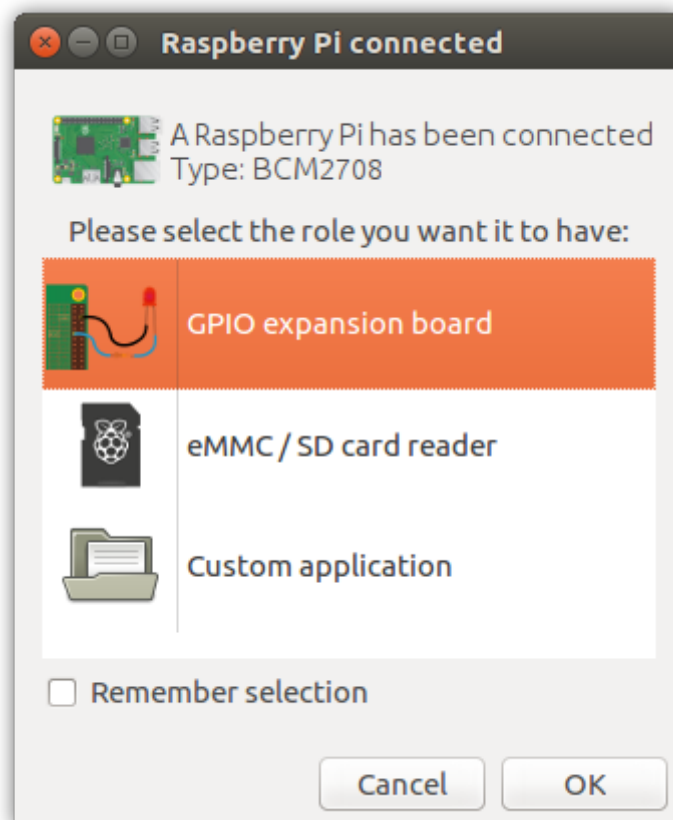 Raspberry Pi connected
A Raspberry Pi has been connected
Type: BCM2708
Please select the role you want it to have:
GPIO expansion board
eMMC / SD card reader
Custom application
Remember selection
Cancel
OK